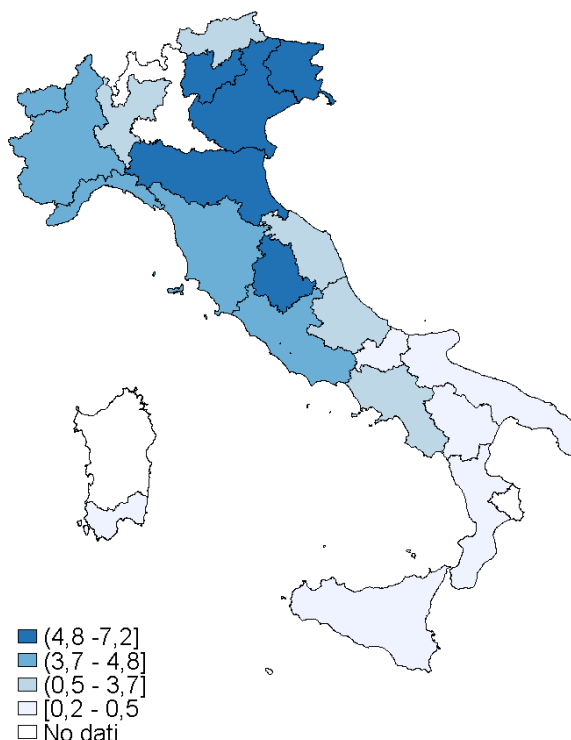 (4,8 -7,2]
(3,7 - 4,8]
(0,5 - 3,7]
[0,2 - 0,5
No dati